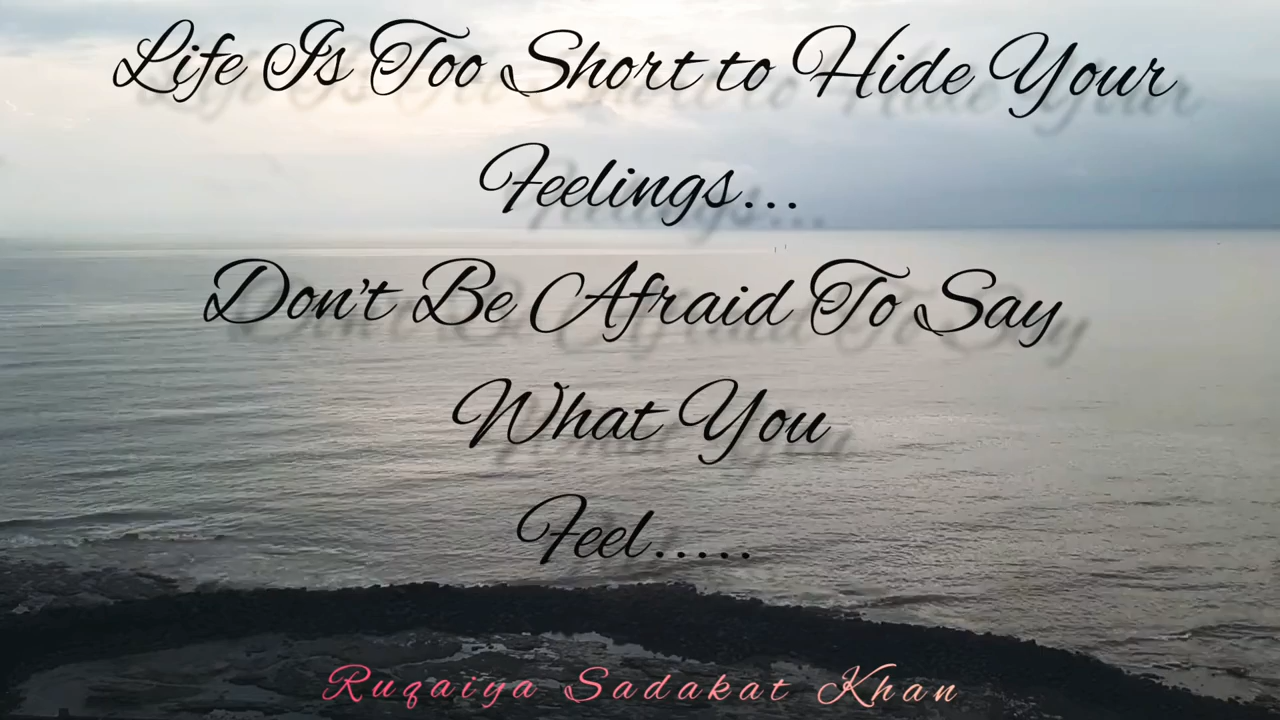 Life Is Too Short to Hide Your
Feelings...
Don't Be Afraid To Say
What You
Feel.....
Ruqaiya Sadakat Khan